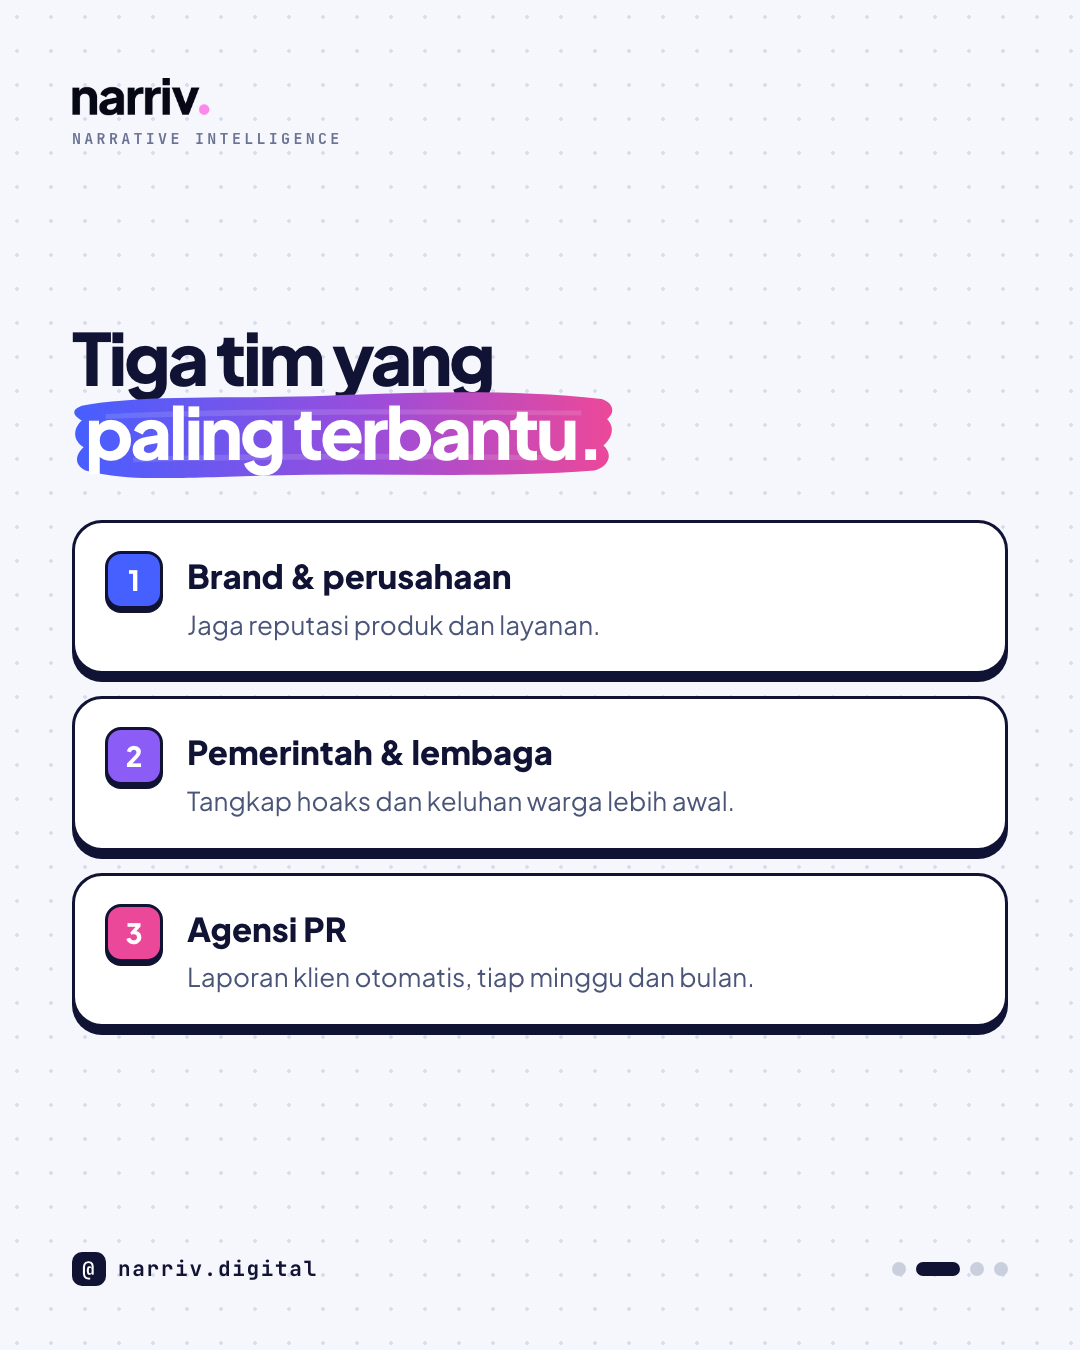 narriv.
NARRATIVE INTELLIGENCE
Tiga tim yang
paling terbantu.
1
Brand & perusahaan
Jaga reputasi produk dan layanan.
2
Pemerintah & lembaga
Tangkap hoaks dan keluhan warga lebih awal.
3
Agensi PR
Laporan klien otomatis, tiap minggu dan bulan.
@ narriv.digital